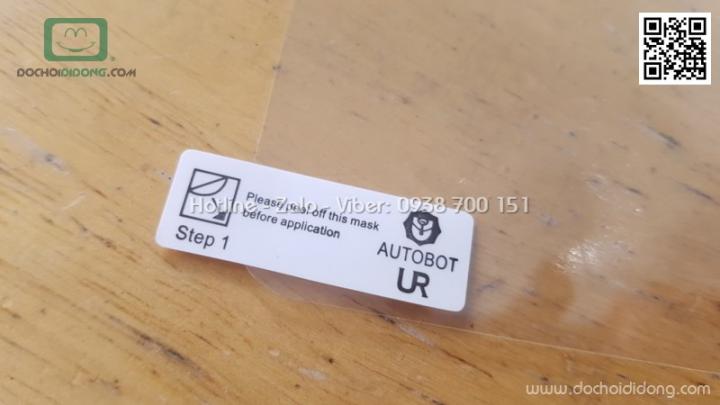 DOCHOIDIDONG.COM
Hotline - Zalo - Viber: 0938 700 151
Please peel off this mask
before application
Step 1
AUTOBOT
UR
www.dochoididong.com